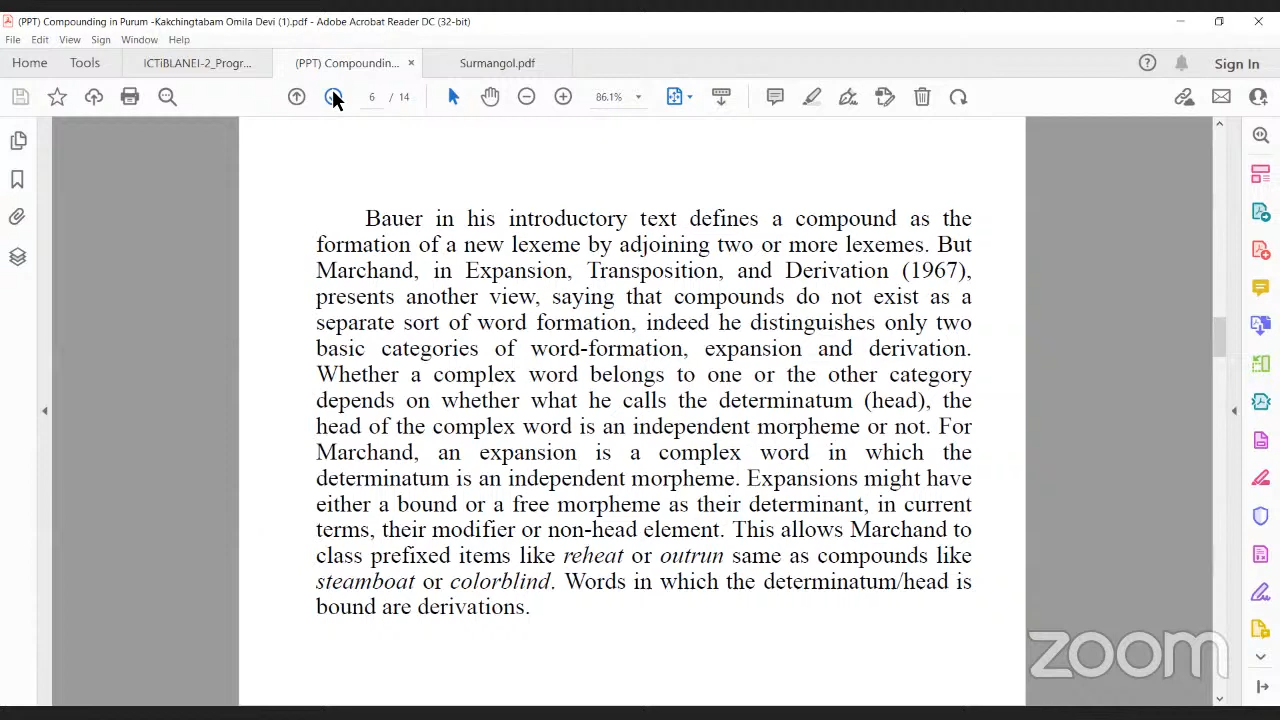 (PPT) Compounding in Purum -Kakchingtabam Omila Devi (1).pdf - Adobe Acrobat Reader DC (32-bit)
File Edit View Sign Window Help
Home Tools ICTiBLANEI-2_Progr... (PPT) Compoundin... × Surmangol.pdf Sign In
6 / 14 86.1%
Bauer in his introductory text defines a compound as the
formation of a new lexeme by adjoining two or more lexemes. But
Marchand, in Expansion, Transposition, and Derivation (1967),
presents another view, saying that compounds do not exist as a
separate sort of word formation, indeed he distinguishes only two
basic categories of word-formation, expansion and derivation.
Whether a complex word belongs to one or the other category
depends on whether what he calls the determinatum (head), the
head of the complex word is an independent morpheme or not. For
Marchand, an expansion is a complex word in which the
determinatum is an independent morpheme. Expansions might have
either a bound or a free morpheme as their determinant, in current
terms, their modifier or non-head element. This allows Marchand to
class prefixed items like reheat or outrun same as compounds like
steamboat or colorblind. Words in which the determinatum/head is
bound are derivations.
zoom